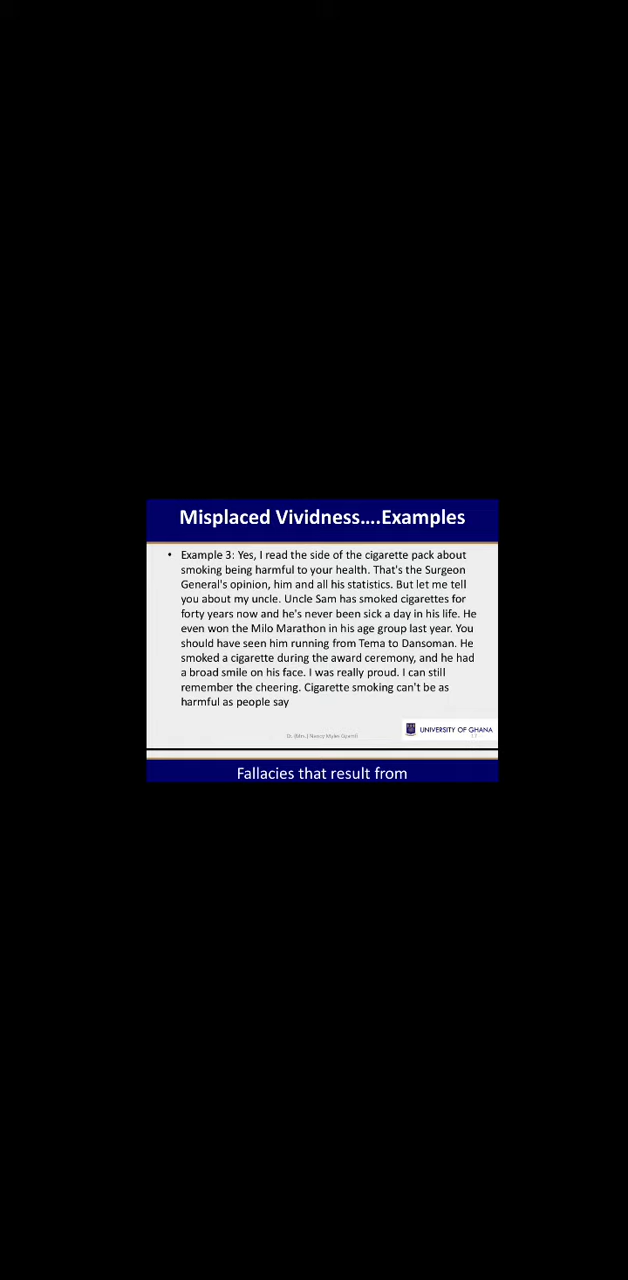 Misplaced Vividness....Examples
• Example 3: Yes, I read the side of the cigarette pack about
smoking being harmful to your health. That's the Surgeon
General's opinion, him and all his statistics. But let me tell
you about my uncle. Uncle Sam has smoked cigarettes for
forty years now and he's never been sick a day in his life. He
even won the Milo Marathon in his age group last year. You
should have seen him running from Tema to Dansoman. He
smoked a cigarette during the award ceremony, and he had
a broad smile on his face. I was really proud. I can still
remember the cheering. Cigarette smoking can't be as
harmful as people say
UNIVERSITY OF GHANA
Dr. (Mrs.) Nancy Myles
Fallacies that result from